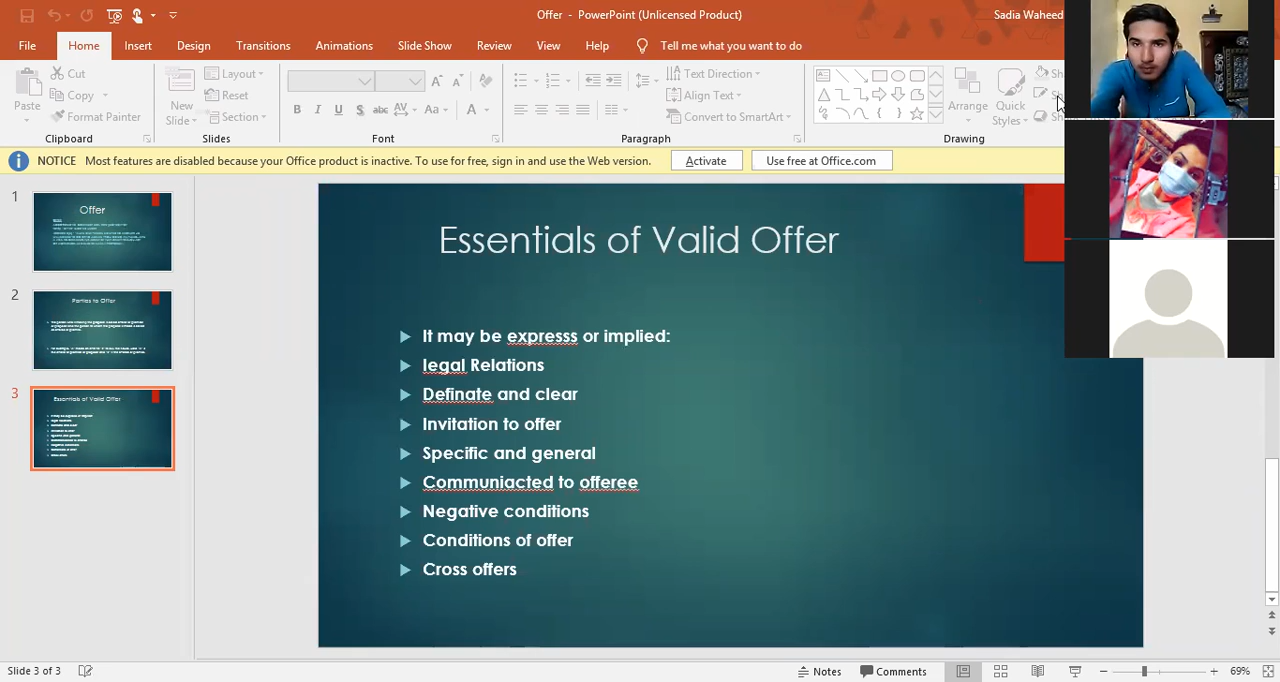 Offer - PowerPoint (Unlicensed Product)
Sadia Waheed
File Home Insert Design Transitions Animations Slide Show Review View Help Tell me what you want to do
Paste
Cut
Copy
Format Painter
Clipboard
New Slide
Layout
Reset
Section
Slides
B I U S abc AV Aa A
Font
Text Direction
Align Text
Convert to SmartArt
Paragraph
Arrange
Quick Styles
Sh
Sh
Drawing
NOTICE Most features are disabled because your Office product is inactive. To use for free, sign in and use the Web version.
Activate
Use free at Office.com
1
Offer
2
Parties to Offer
3
Essentials of Valid Offer
Essentials of Valid Offer
It may be expresss or implied:
legal Relations
Definate and clear
Invitation to offer
Specific and general
Communiacted to offeree
Negative conditions
Conditions of offer
Cross offers
Slide 3 of 3
Notes
Comments
69%